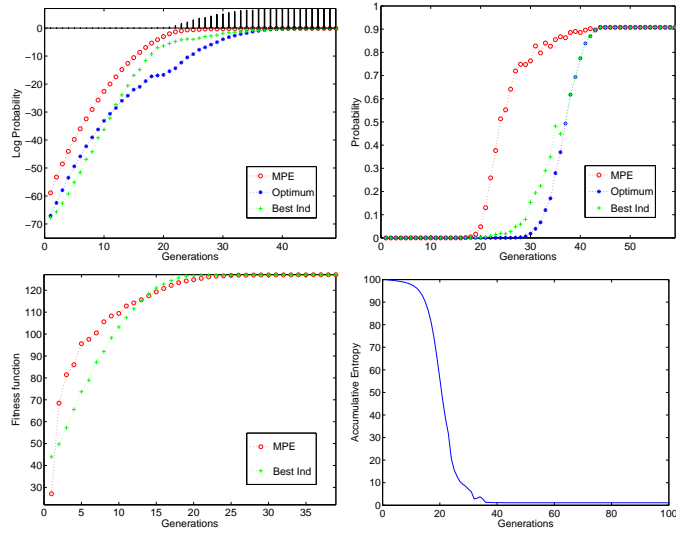 0
-10
-20
-30
-40
-50
-60
-70
Log Probability
0 10 20 30 40
Generations
MPE
Optimum
Best Ind
1
0.9
0.8
0.7
0.6
0.5
0.4
0.3
0.2
0.1
0
Probability
0 10 20 30 40 50
Generations
MPE
Optimum
Best Ind
120
110
100
90
80
70
60
50
40
30
Fitness function
0 5 10 15 20 25 30 35
Generations
MPE
Best Ind
100
90
80
70
60
50
40
30
20
10
0
Accumulative Entropy
0 20 40 60 80 100
Generations